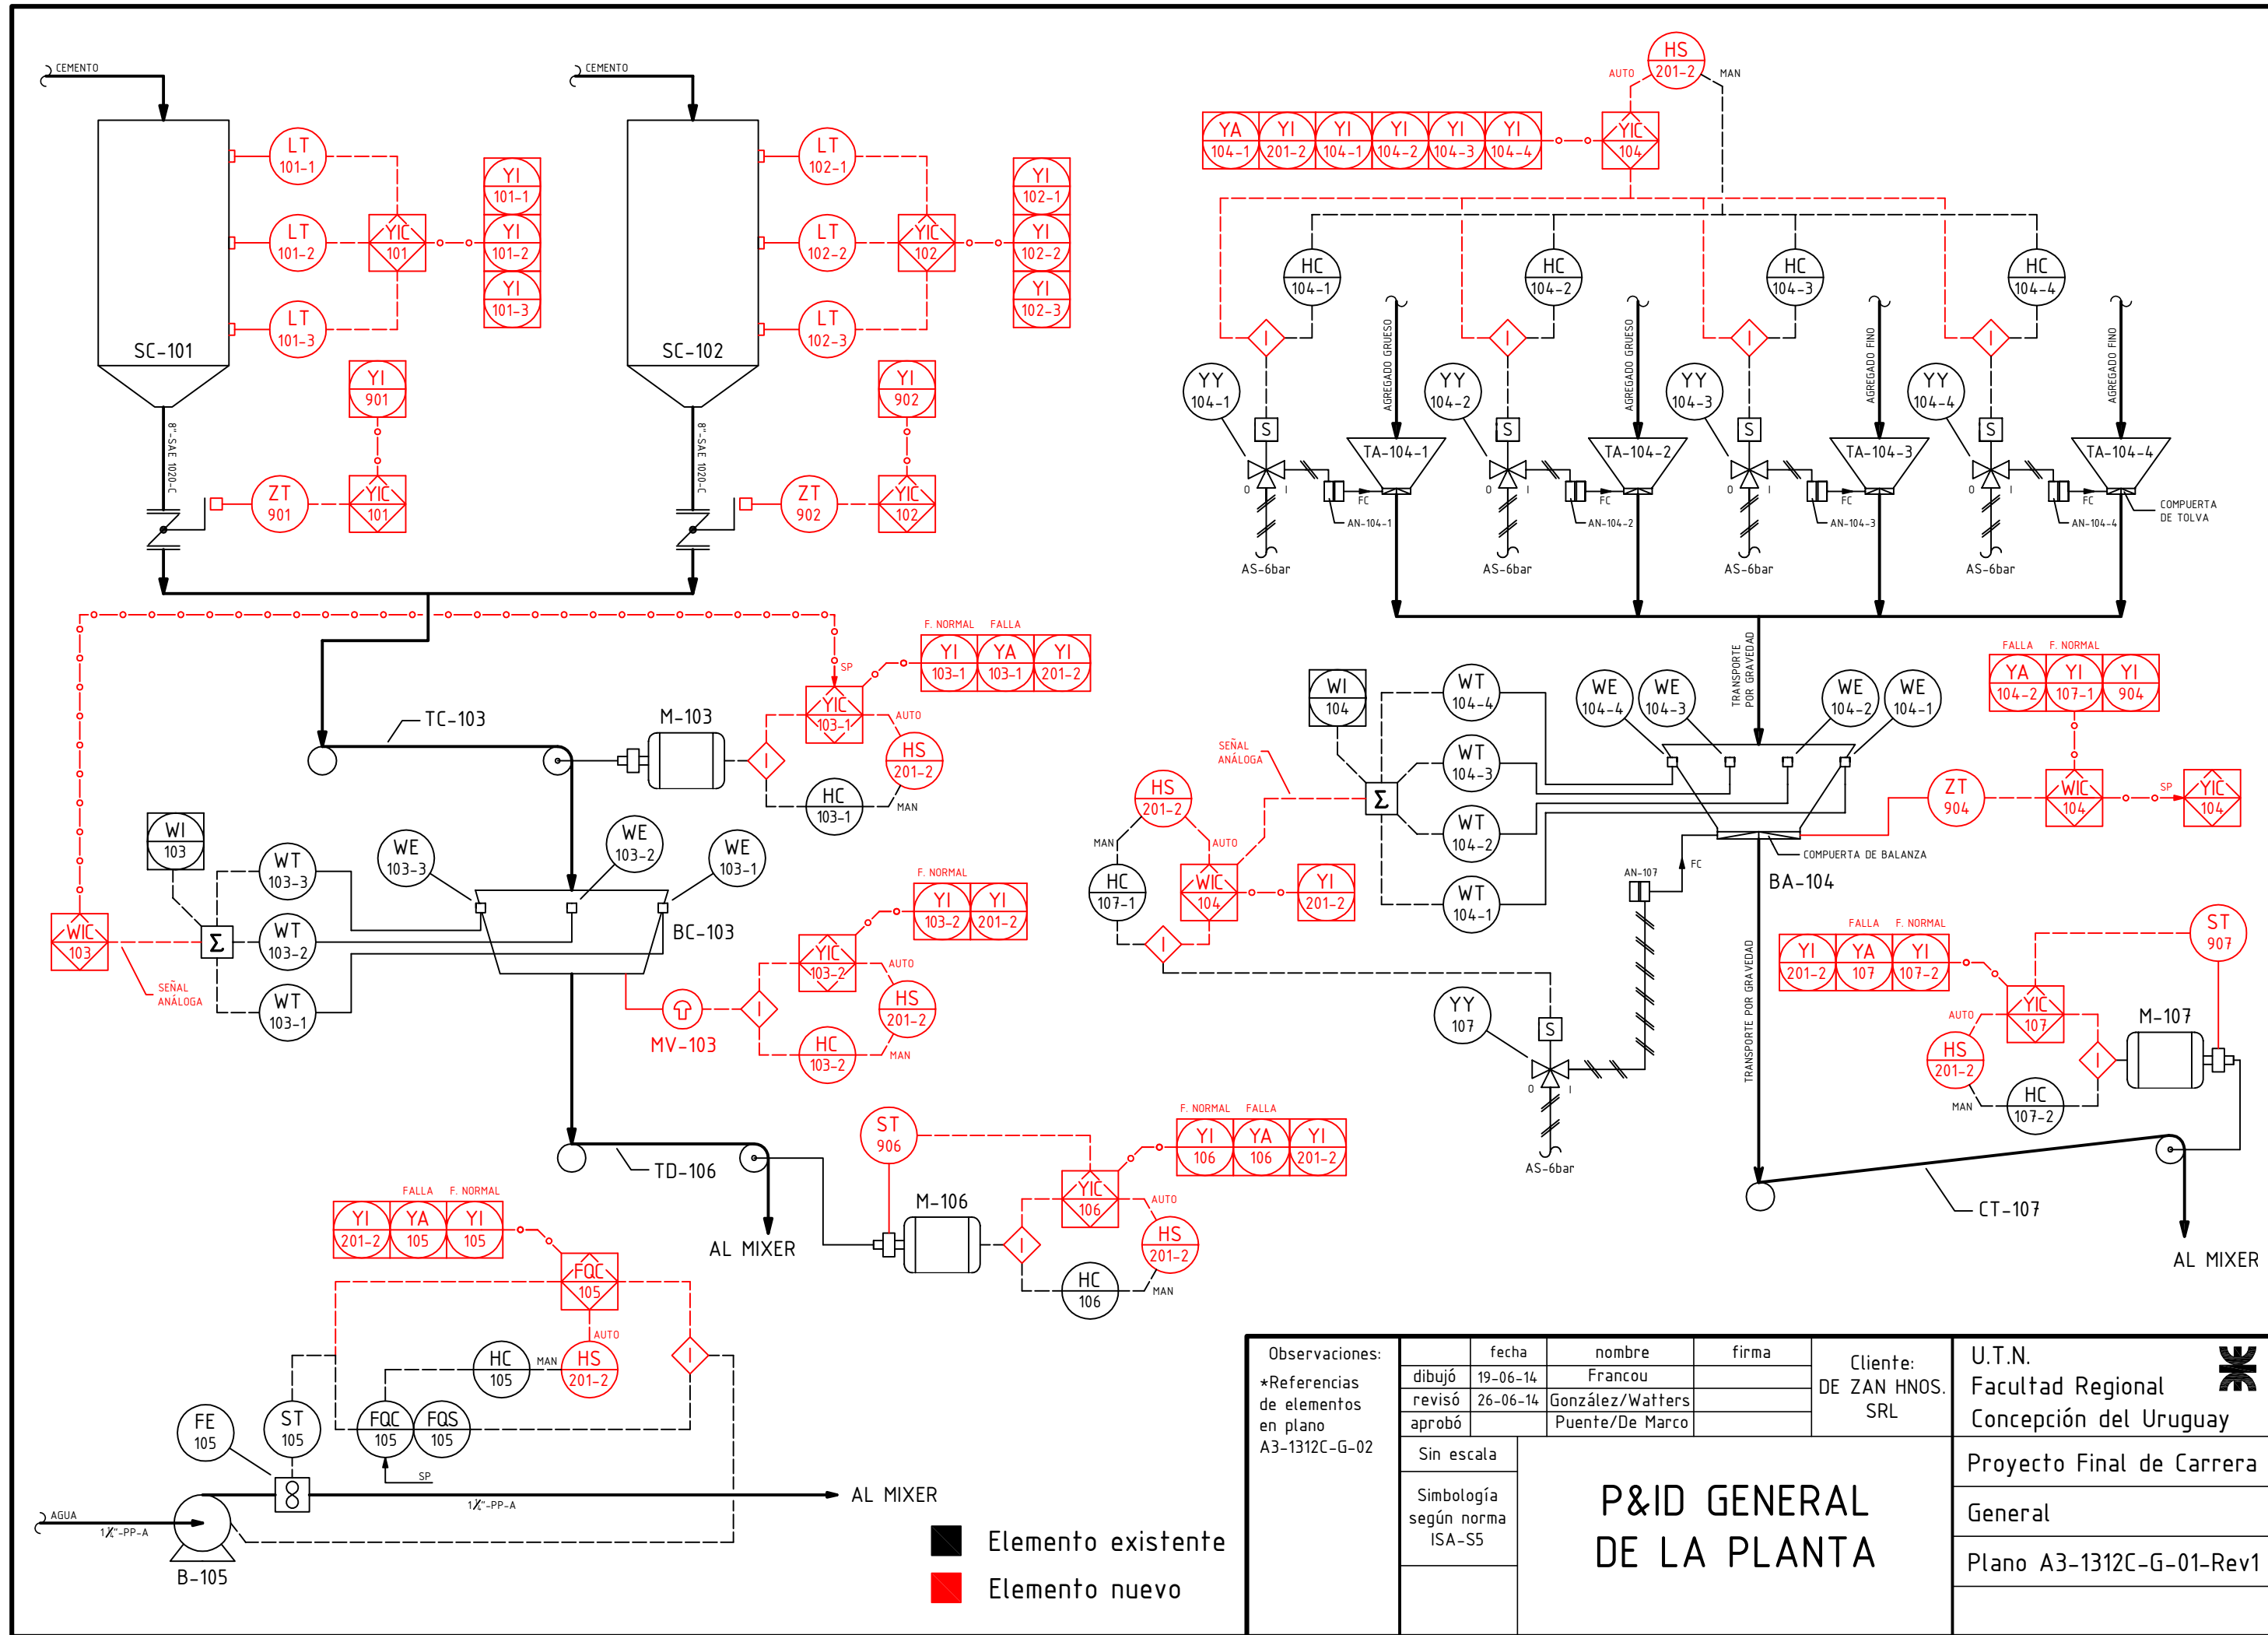 CEMENTO
SC-101
LT
101-1
LT
101-2
LT
101-3
YIC
101
YI
101-1
YI
101-2
YI
101-3
YI
901
8"-SAE 1020-C
ZT
901
YIC
101
CEMENTO
SC-102
LT
102-1
LT
102-2
LT
102-3
YIC
102
YI
102-1
YI
102-2
YI
102-3
YI
902
8"-SAE 1020-C
ZT
902
YIC
102
HS
201-2
AUTO
MAN
YA
104-1
YI
201-2
YI
104-1
YI
104-2
YI
104-3
YI
104-4
YIC
104
HC
104-1
HC
104-2
HC
104-3
HC
104-4
I
I
I
I
AGREGADO GRUESO
AGREGADO GRUESO
AGREGADO FINO
AGREGADO FINO
YY
104-1
YY
104-2
YY
104-3
YY
104-4
S
S
S
S
TA-104-1
TA-104-2
TA-104-3
TA-104-4
O I
O I
O I
O I
FC
FC
FC
FC
AN-104-1
AN-104-2
AN-104-3
AN-104-4
COMPUERTA
DE TOLVA
AS-6bar
AS-6bar
AS-6bar
AS-6bar
F. NORMAL FALLA
YI
103-1
YA
103-1
YI
201-2
SP
YIC
103-1
AUTO
TC-103
M-103
I
HS
201-2
HC
103-1
MAN
WI
103
WT
103-3
WT
103-2
WT
103-1
WE
103-3
WE
103-2
WE
103-1
WIC
103
Σ
SEÑAL
ANÁLOGA
BC-103
F. NORMAL
YI
103-2
YI
201-2
YIC
103-2
AUTO
I
HS
201-2
MV-103
HC
103-2
MAN
TRANSPORTE
POR GRAVEDAD
WI
104
WT
104-4
WT
104-3
WT
104-2
WT
104-1
WE
104-4
WE
104-3
WE
104-2
WE
104-1
FALLA F. NORMAL
YA
104-2
YI
107-1
YI
904
SEÑAL
ANÁLOGA
Σ
HS
201-2
MAN
AUTO
HC
107-1
WIC
104
YI
201-2
I
ZT
904
WIC
104
SP
YIC
104
COMPUERTA DE BALANZA
FC
AN-107
BA-104
YY
107
S
O I
AS-6bar
TRANSPORTE POR GRAVEDAD
FALLA F. NORMAL
YI
201-2
YA
107
YI
107-2
ST
907
YIC
107
AUTO
M-107
HS
201-2
I
MAN
HC
107-2
CT-107
AL MIXER
TD-106
AL MIXER
ST
906
F. NORMAL FALLA
YI
106
YA
106
YI
201-2
YIC
106
AUTO
M-106
I
HS
201-2
HC
106
MAN
FALLA F. NORMAL
YI
201-2
YA
105
YI
105
FQC
105
AUTO
HC
105
MAN
HS
201-2
I
FE
105
ST
105
FQC
105
FQS
105
SP
AGUA
1½"-PP-A
1½"-PP-A
AL MIXER
B-105
Elemento existente
Elemento nuevo
Observaciones:
*Referencias
de elementos
en plano
A3-1312C-G-02
fecha nombre firma
dibujó 19-06-14 Francou
revisó 26-06-14 González/Watters
aprobó Puente/De Marco
Cliente:
DE ZAN HNOS.
SRL
Sin escala
Simbología
según norma
ISA-S5
P&ID GENERAL
DE LA PLANTA
U.T.N.
Facultad Regional
Concepción del Uruguay
Proyecto Final de Carrera
General
Plano A3-1312C-G-01-Rev1